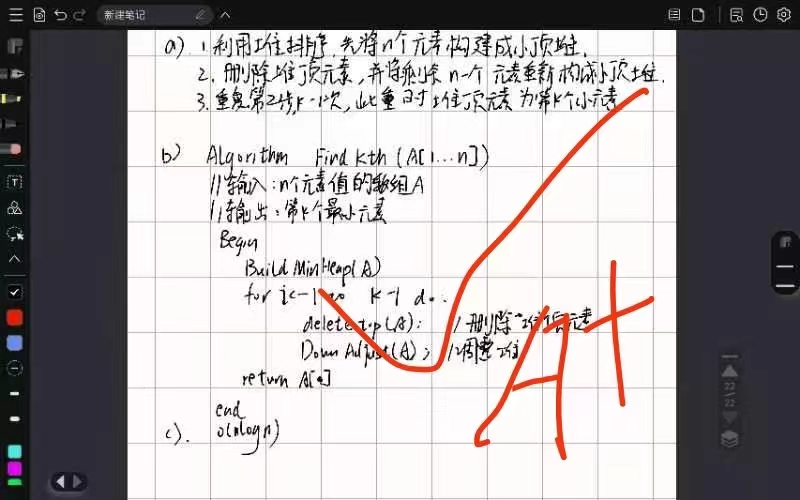 新建笔记
a) 1. 利用堆排序,先将n个元素构建成小顶堆.
2. 删除堆顶元素,并将剩余 n-1个 元素重新构成小顶堆.
3. 重复第2步k-1次,此时堆顶元素为第k个小元素
b) Algorithm Find kth (A[1...n])
//输入:n个元素值的数组A
//输出:第k个最小元素
Begin
Build MinHeap(A)
for i<-1 to k-1 do.
deletetop(A); //删除堆顶元素
Down Adjust(A); //调整堆
return A[0]
end
c). O(nlogn)
A+
22
22